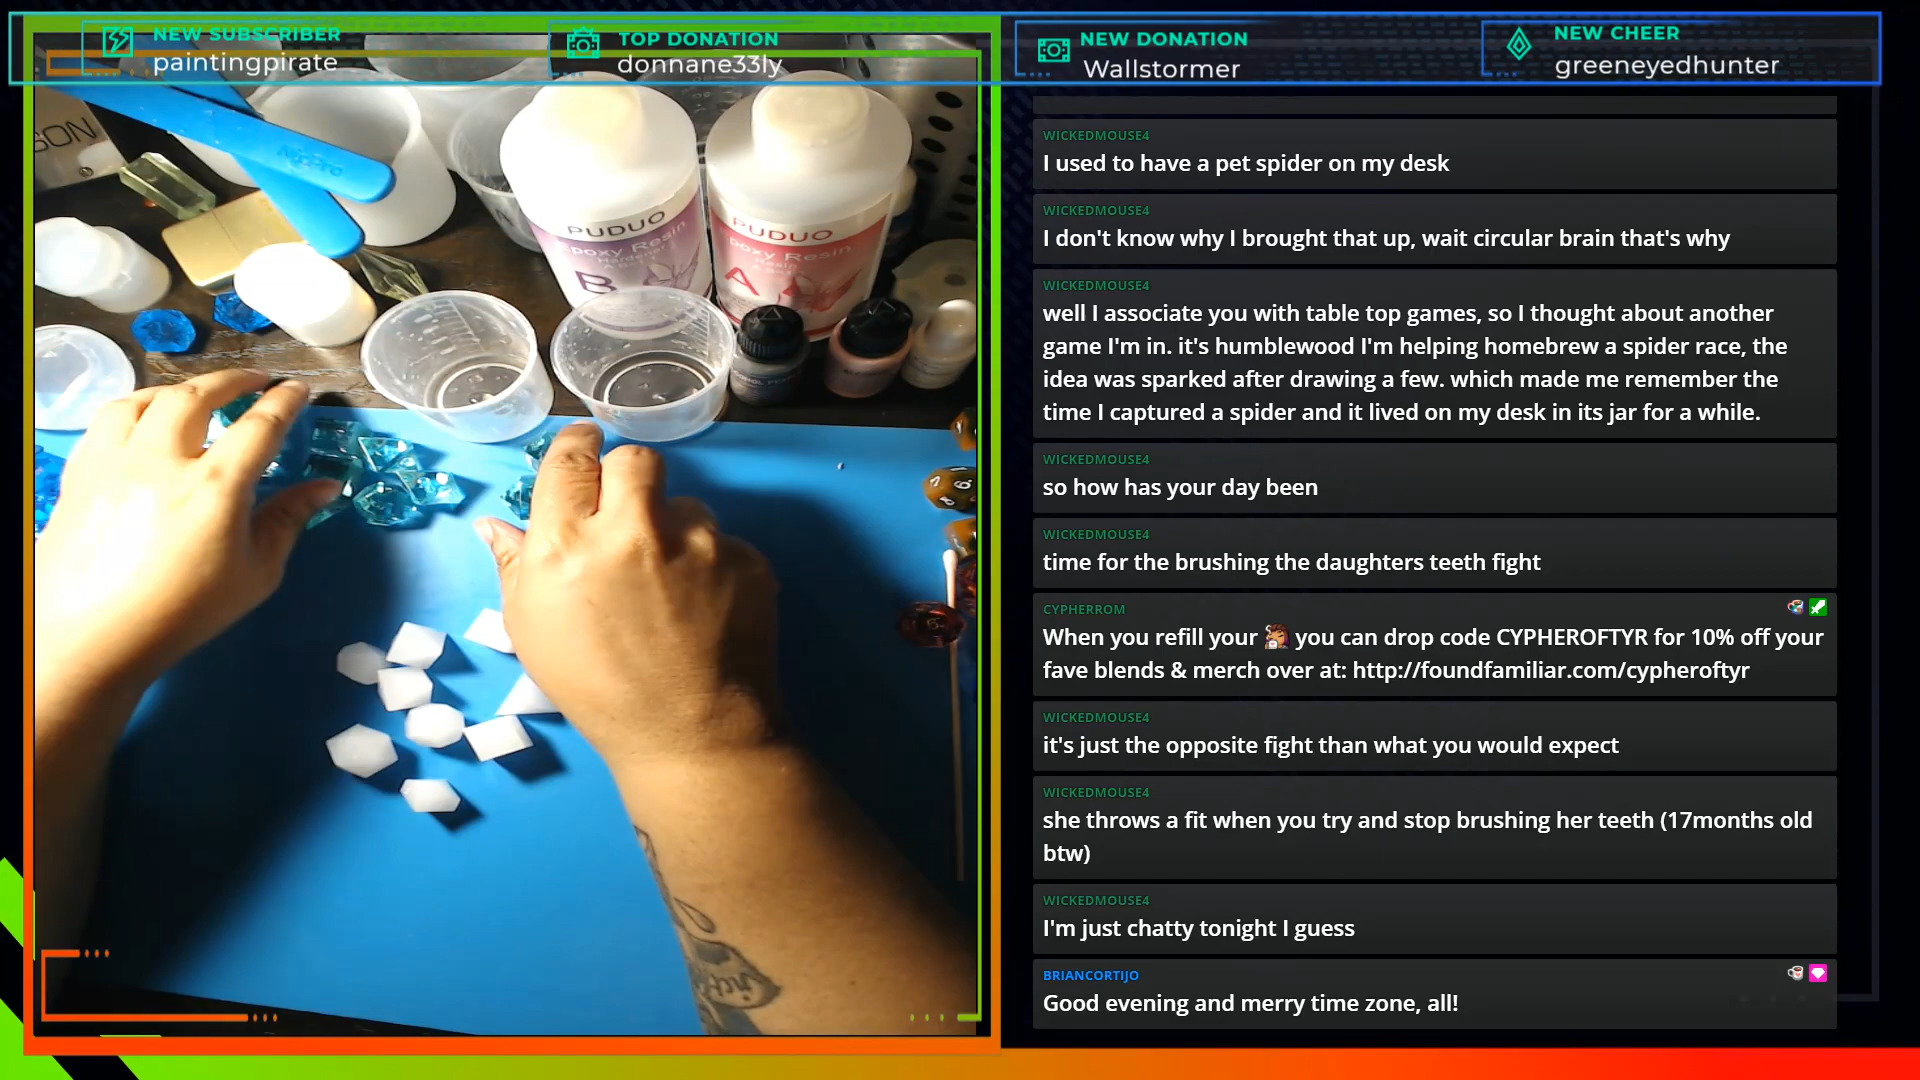 NEW SUBSCRIBER
paintingpirate
TOP DONATION
donnane33ly
NEW DONATION
Wallstormer
NEW CHEER
greeneyedhunter
PUDUO
Epoxy Resin
B
PUDUO
Epoxy Resin
A
WICKEDMOUSE4
I used to have a pet spider on my desk
WICKEDMOUSE4
I don't know why I brought that up, wait circular brain that's why
WICKEDMOUSE4
well I associate you with table top games, so I thought about another
game I'm in. it's humblewood I'm helping homebrew a spider race, the
idea was sparked after drawing a few. which made me remember the
time I captured a spider and it lived on my desk in its jar for a while.
WICKEDMOUSE4
so how has your day been
WICKEDMOUSE4
time for the brushing the daughters teeth fight
CYPHERROM
When you refill your you can drop code CYPHEROFTYR for 10% off your
fave blends & merch over at: http://foundfamiliar.com/cypheroftyr
WICKEDMOUSE4
it's just the opposite fight than what you would expect
WICKEDMOUSE4
she throws a fit when you try and stop brushing her teeth (17months old
btw)
WICKEDMOUSE4
I'm just chatty tonight I guess
BRIANCORTIJO
Good evening and merry time zone, all!